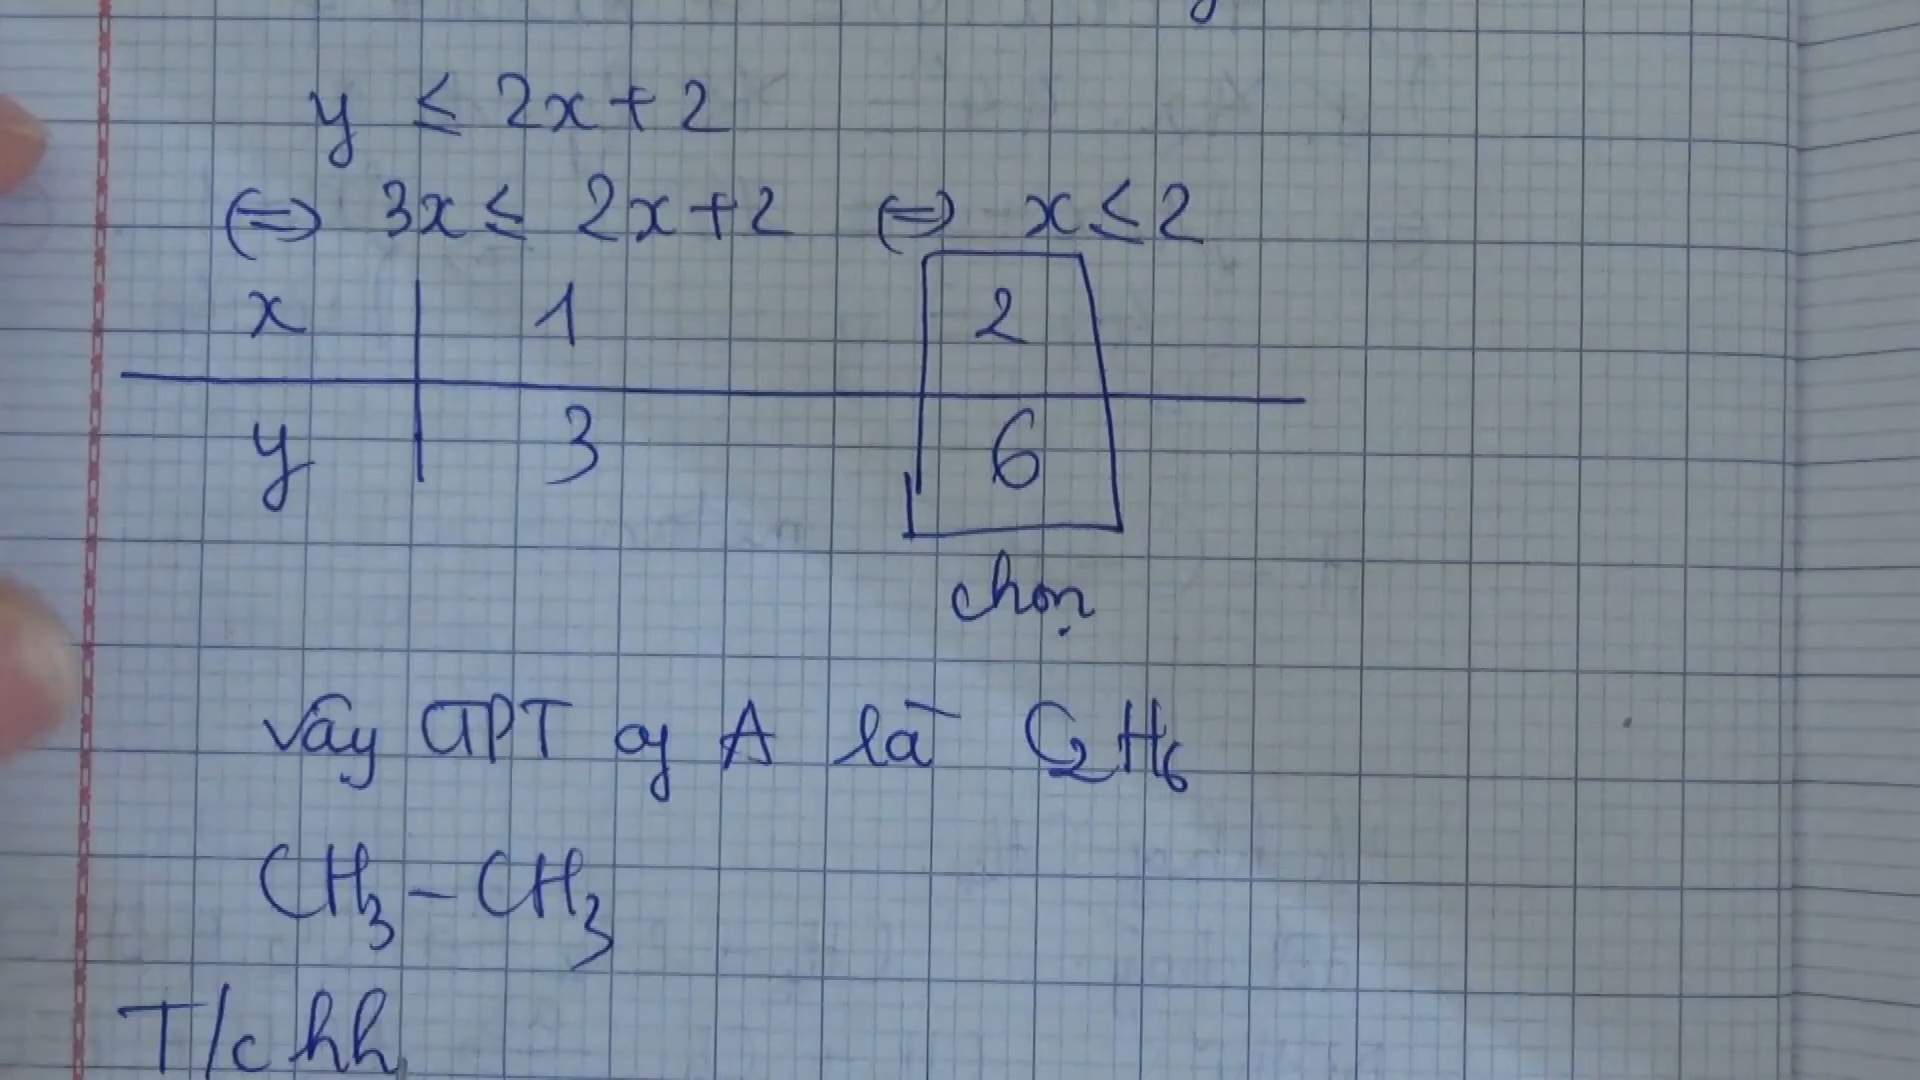 y ≤ 2x + 2
⇔ 3x ≤ 2x + 2 ⇔ x ≤ 2
x 1 2
y 3 6
chọn
Vậy CTPT of A là C₂H₆
CH₃ – CH₃
T/c hh